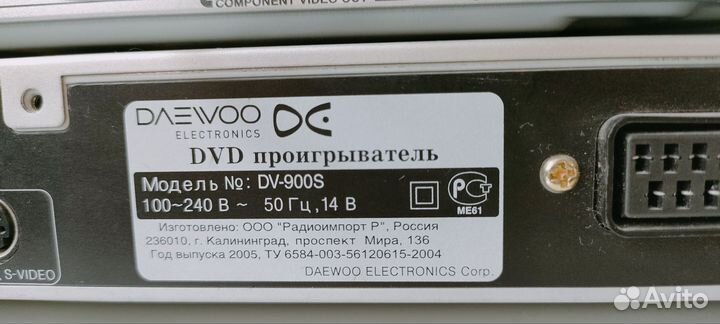 COMPONENT VIDEO OUT
DAEWOO
ELECTRONICS
DVD проигрыватель
Модель №: DV-900S
100~240 В ~ 50 Гц,14 В
МЕ61
Изготовлено: ООО "Радиоимпорт Р", Россия
236010, г. Калининград, проспект Мира, 136
Год выпуска 2005, ТУ 6584-003-56120615-2004
DAEWOO ELECTRONICS Corp.
S-VIDEO
Avito